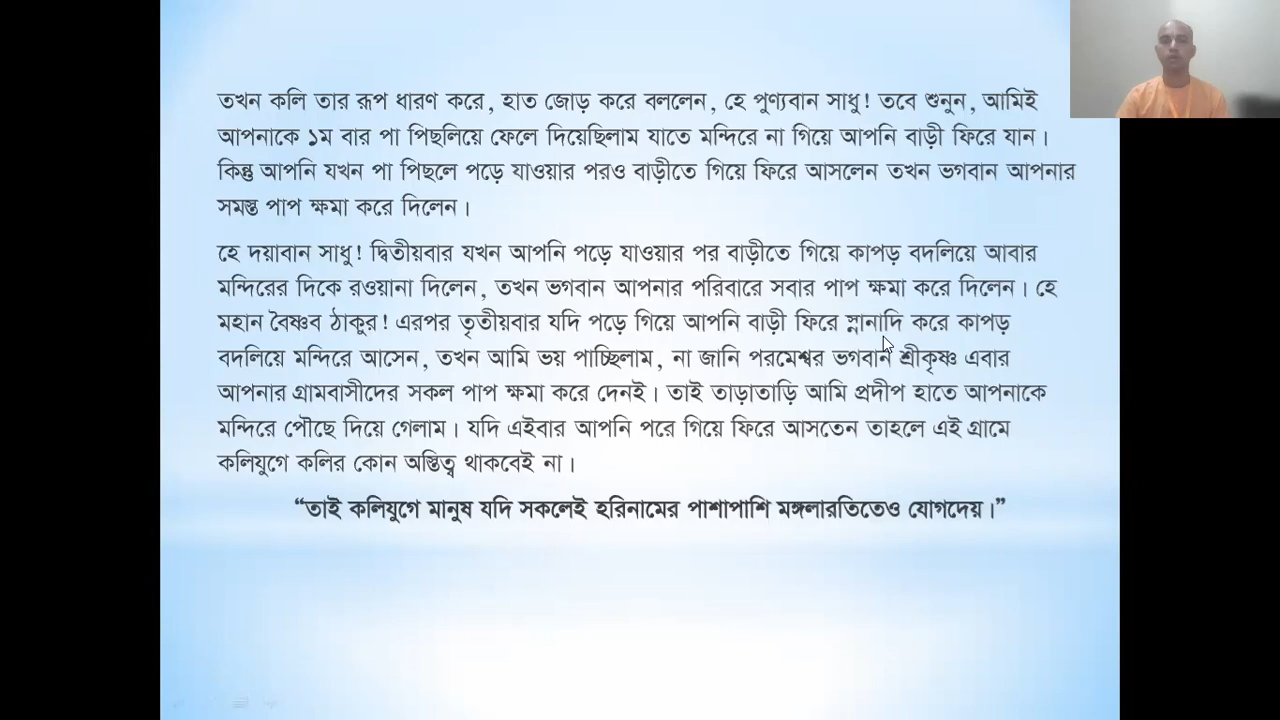 তখন কলি তার রূপ ধারণ করে, হাত জোড় করে বললেন, হে পুণ্যবান সাধু! তবে শুনুন, আমিই
আপনাকে ১ম বার পা পিছলিয়ে ফেলে দিয়েছিলাম যাতে মন্দিরে না গিয়ে আপনি বাড়ী ফিরে যান।
কিন্তু আপনি যখন পা পিছলে পড়ে যাওয়ার পরও বাড়ীতে গিয়ে ফিরে আসলেন তখন ভগবান আপনার
সমস্ত পাপ ক্ষমা করে দিলেন।
হে দয়াবান সাধু! দ্বিতীয়বার যখন আপনি পড়ে যাওয়ার পর বাড়ীতে গিয়ে কাপড় বদলিয়ে আবার
মন্দিরের দিকে রওয়ানা দিলেন, তখন ভগবান আপনার পরিবারে সবার পাপ ক্ষমা করে দিলেন। হে
মহান বৈষ্ণব ঠাকুর! এরপর তৃতীয়বার যদি পড়ে গিয়ে আপনি বাড়ী ফিরে স্নানাদি করে কাপড়
বদলিয়ে মন্দিরে আসেন, তখন আমি ভয় পাচ্ছিলাম, না জানি পরমেশ্বর ভগবান শ্রীকৃষ্ণ এবার
আপনার গ্রামবাসীদের সকল পাপ ক্ষমা করে দেনই। তাই তাড়াতাড়ি আমি প্রদীপ হাতে আপনাকে
মন্দিরে পৌছে দিয়ে গেলাম। যদি এইবার আপনি পরে গিয়ে ফিরে আসতেন তাহলে এই গ্রামে
কলিযুগে কলির কোন অস্তিত্ব থাকবেই না।
“তাই কলিযুগে মানুষ যদি সকলেই হরিনামের পাশাপাশি মঙ্গলারতিতেও যোগদেয়।”